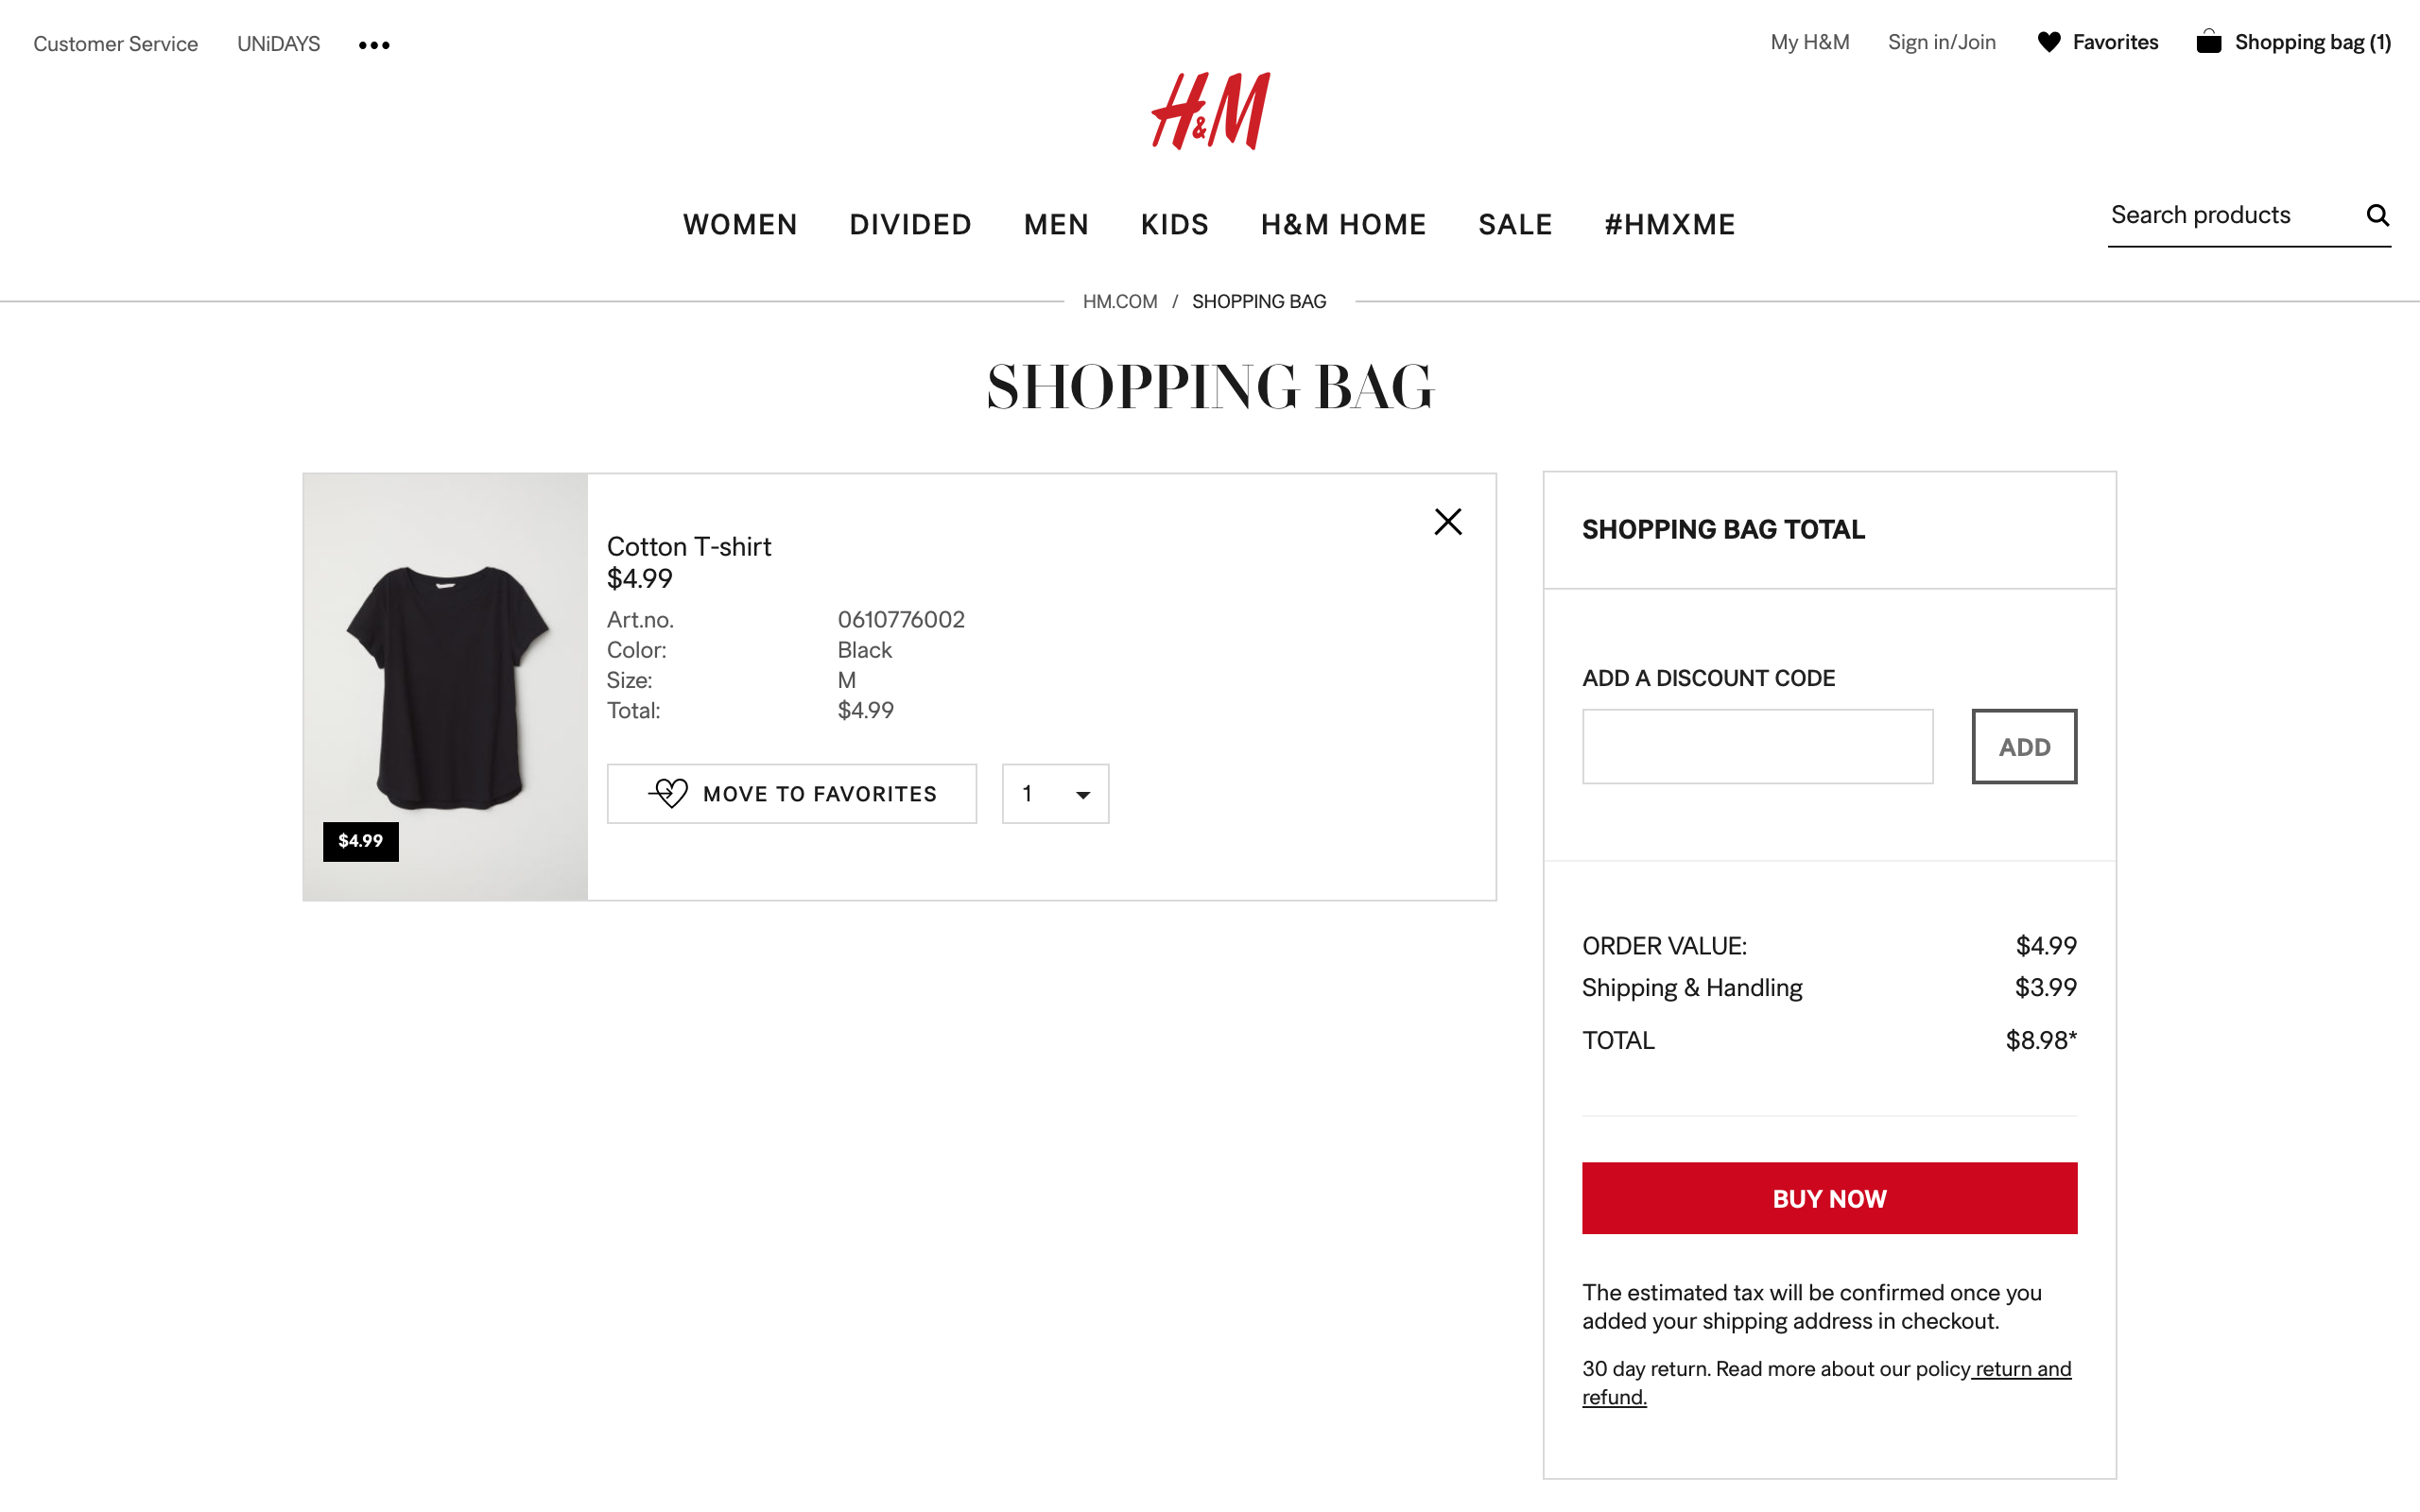 Customer Service UNiDAYS •••
My H&M Sign in/Join Favorites Shopping bag (1)
H&M
WOMEN DIVIDED MEN KIDS H&M HOME SALE #HMXME
Search products
HM.COM / SHOPPING BAG
SHOPPING BAG
Cotton T-shirt
$4.99
Art.no. 0610776002
Color: Black
Size: M
Total: $4.99
MOVE TO FAVORITES 1
$4.99
SHOPPING BAG TOTAL
ADD A DISCOUNT CODE
ADD
ORDER VALUE: $4.99
Shipping & Handling $3.99
TOTAL $8.98*
BUY NOW
The estimated tax will be confirmed once you
added your shipping address in checkout.
30 day return. Read more about our policy return and
refund.